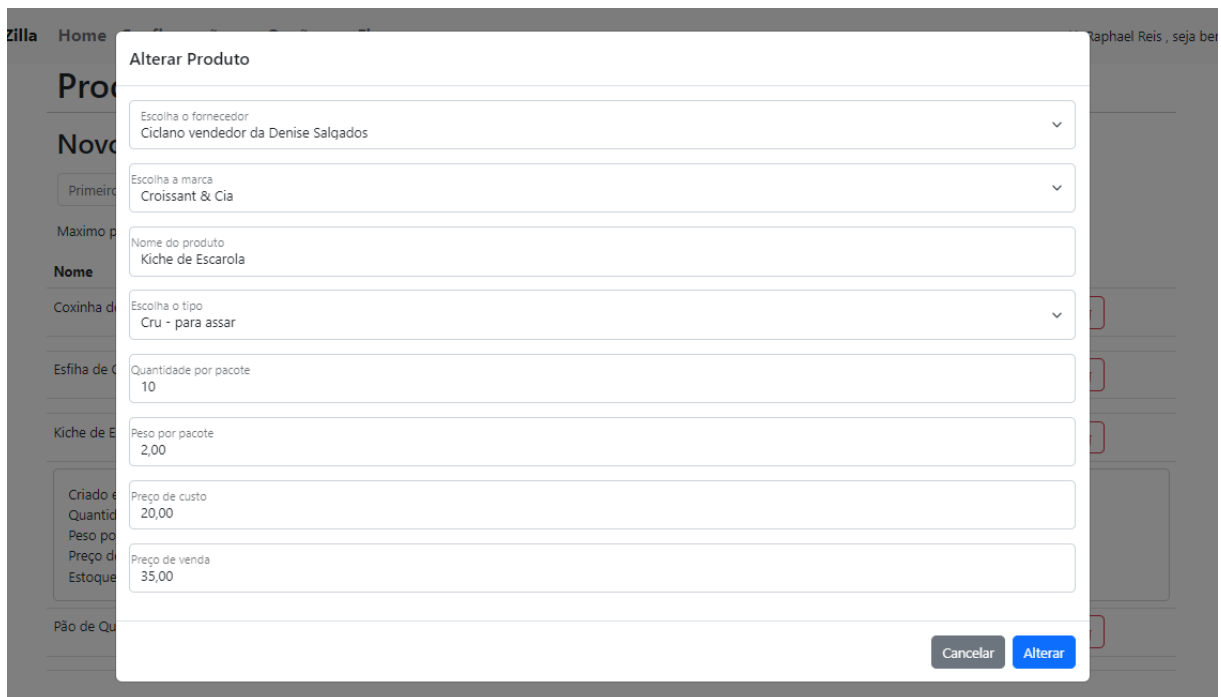 Zilla Home
Raphael Reis , seja ber
Alterar Produto
Escolha o fornecedor
Ciclano vendedor da Denise Salgados
Escolha a marca
Croissant & Cia
Nome do produto
Kiche de Escarola
Escolha o tipo
Cru - para assar
Quantidade por pacote
10
Peso por pacote
2,00
Preço de custo
20,00
Preço de venda
35,00
Cancelar Alterar
Pro
Novo
Primeiro
Maximo p
Nome
Coxinha de
Esfiha de
Kiche de E
Criado e
Quantid
Peso po
Preço d
Estoque
Pão de Qu